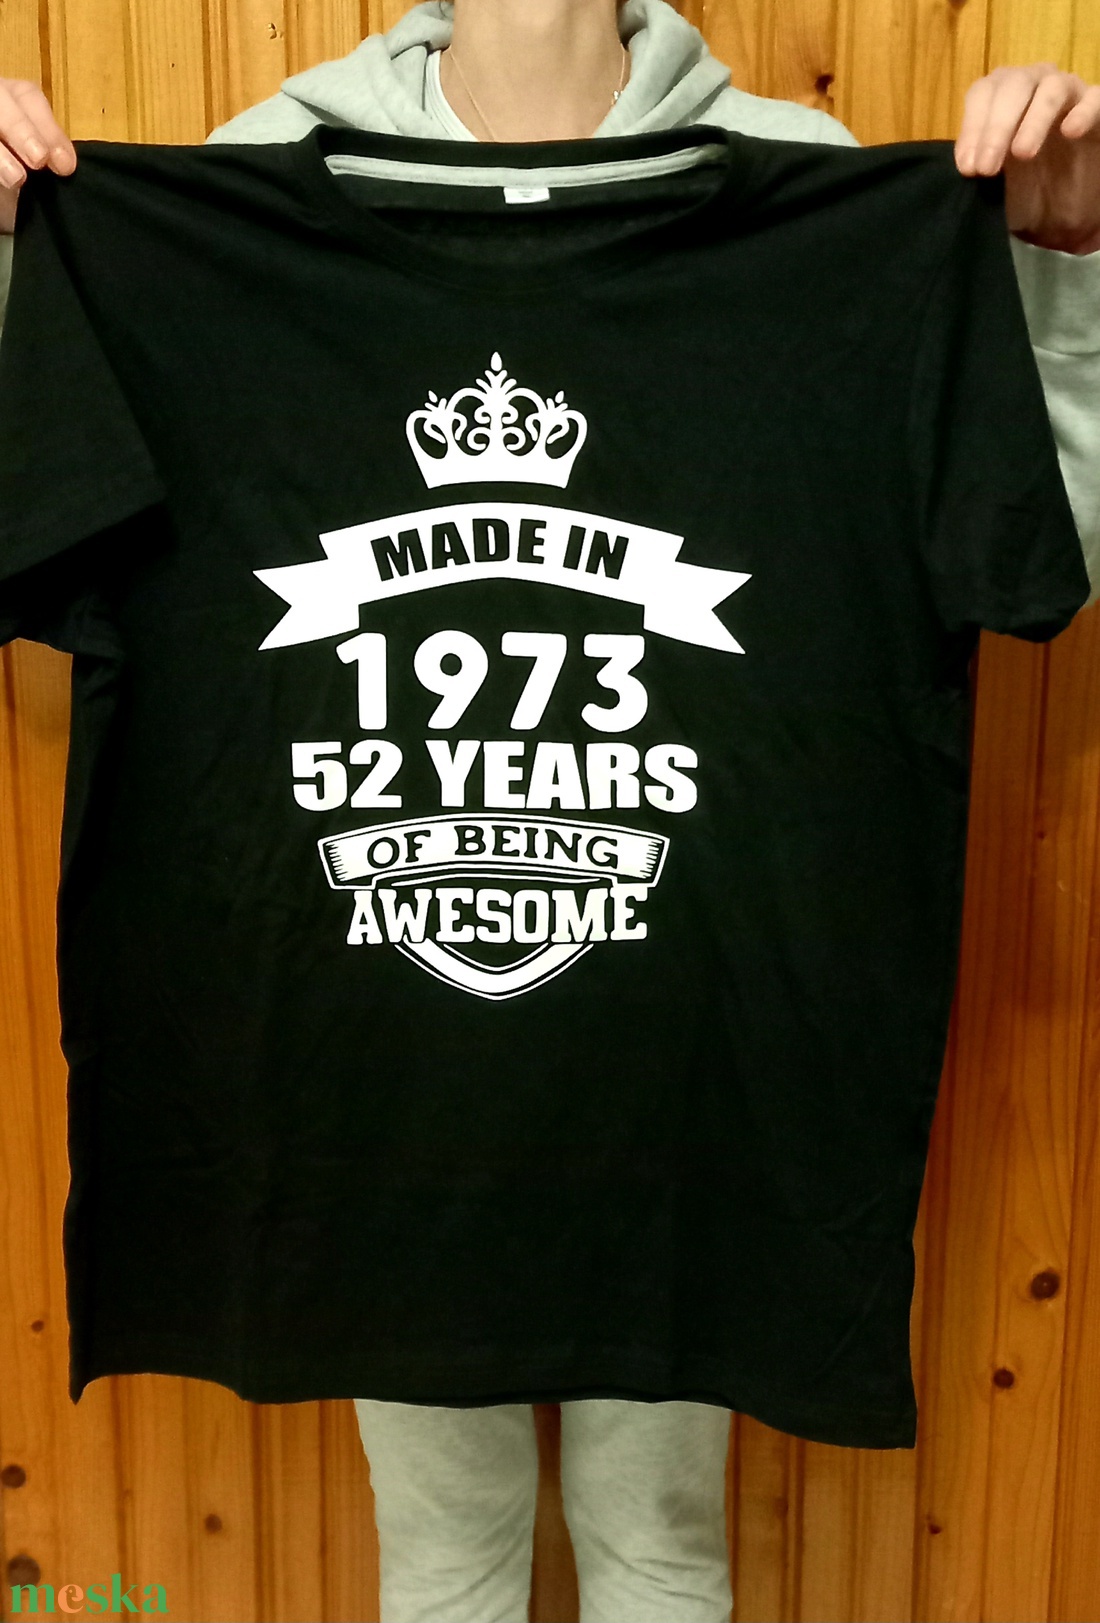 MADE IN
1973
52 YEARS
OF BEING
AWESOME
meska